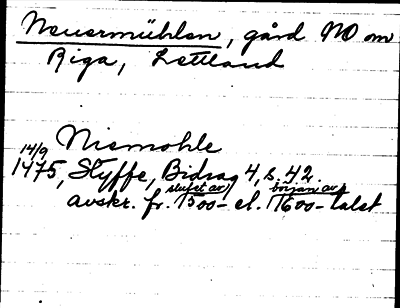 Neuermühlen, gård NO om
Riga, Lettland
Niemohle
14/9
1475, Styffe, Bidrag 4, s. 42.
slutet av) början av)
avskr. fr. 1500- el. 1600-talet